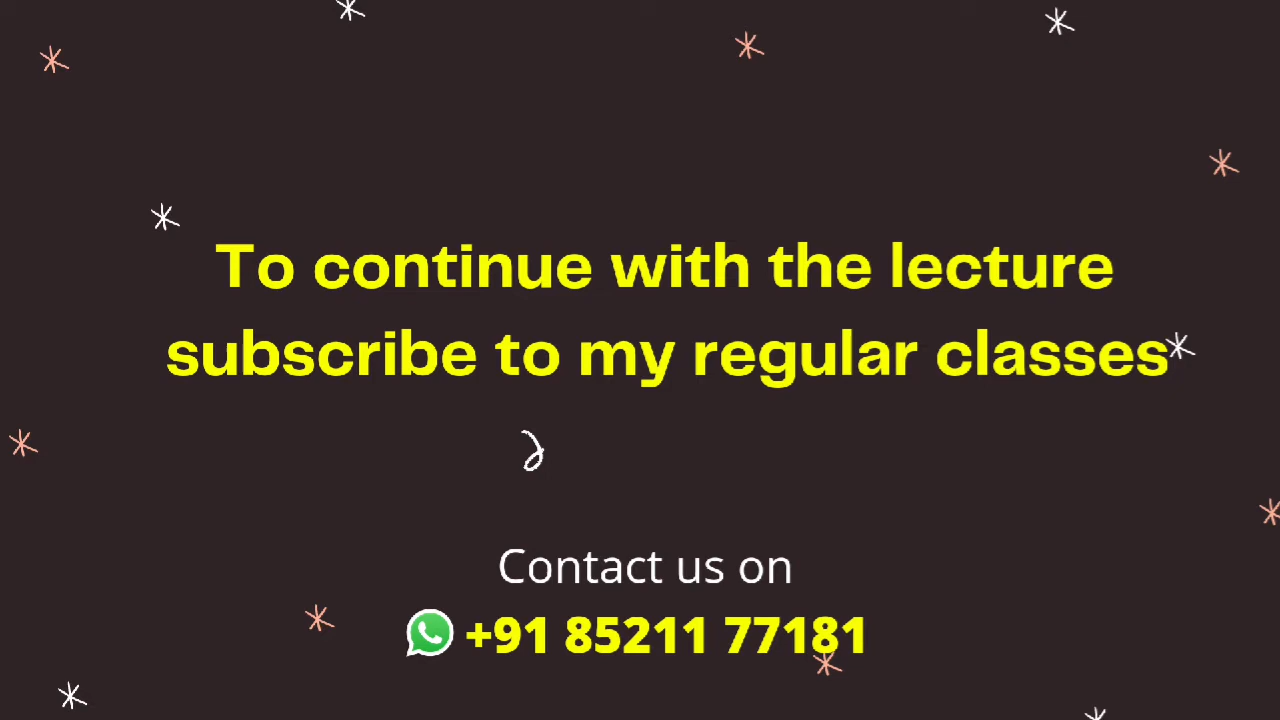 To continue with the lecture
subscribe to my regular classes
Contact us on
+91 85211 77181